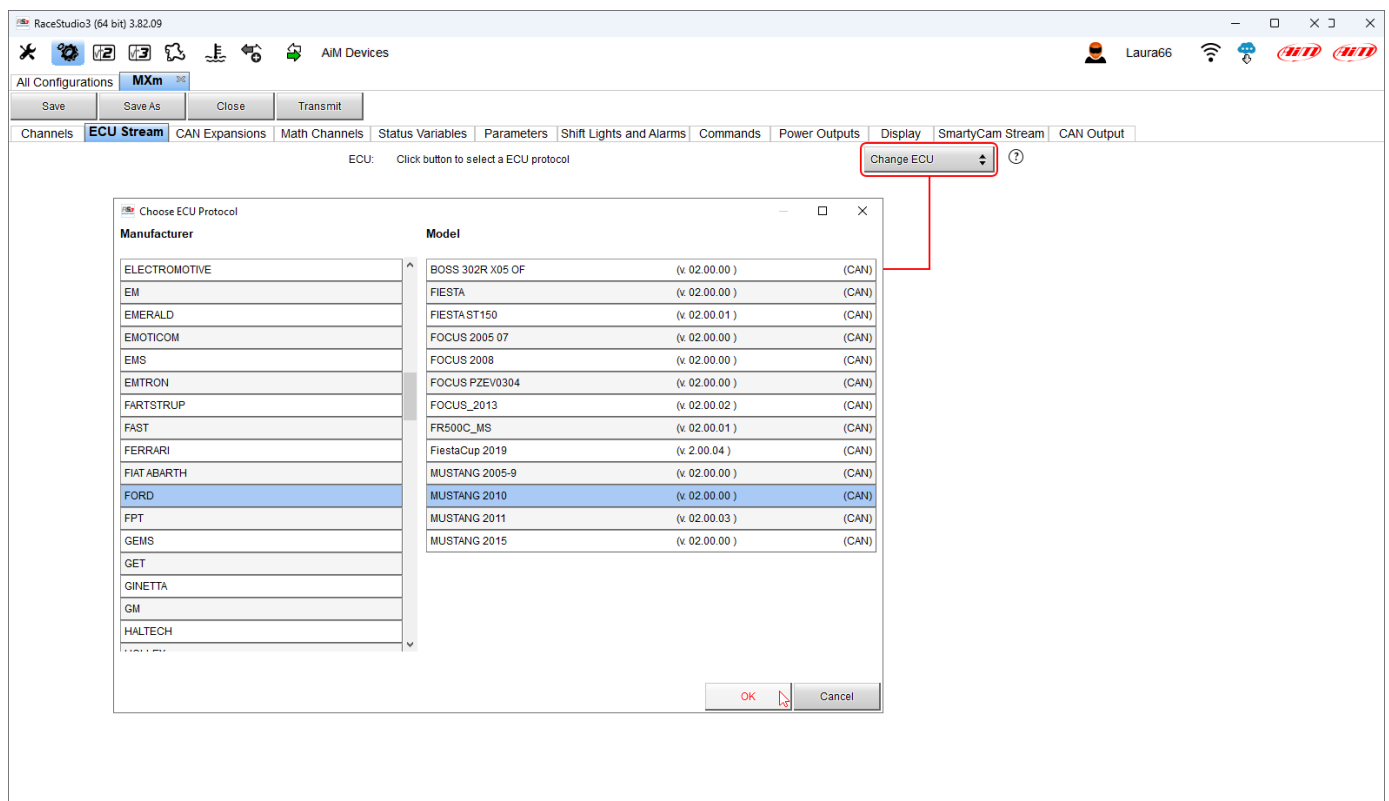 RaceStudio3 (64 bit) 3.82.09
AiM Devices
Laura66
AiM AiM
All Configurations MXm
Save Save As Close Transmit
Channels ECU Stream CAN Expansions Math Channels Status Variables Parameters Shift Lights and Alarms Commands Power Outputs Display SmartyCam Stream CAN Output
ECU: Click button to select a ECU protocol Change ECU ?
Choose ECU Protocol
Manufacturer Model
ELECTROMOTIVE BOSS 302R X05 OF (v. 02.00.00 ) (CAN)
EM FIESTA (v. 02.00.00 ) (CAN)
EMERALD FIESTA ST150 (v. 02.00.01 ) (CAN)
EMOTICOM FOCUS 2005 07 (v. 02.00.00 ) (CAN)
EMS FOCUS 2008 (v. 02.00.00 ) (CAN)
EMTRON FOCUS PZEV0304 (v. 02.00.00 ) (CAN)
FARTSTRUP FOCUS_2013 (v. 02.00.02 ) (CAN)
FAST FR500C_MS (v. 02.00.01 ) (CAN)
FERRARI FiestaCup 2019 (v. 2.00.04 ) (CAN)
FIAT ABARTH MUSTANG 2005-9 (v. 02.00.00 ) (CAN)
FORD MUSTANG 2010 (v. 02.00.00 ) (CAN)
FPT MUSTANG 2011 (v. 02.00.03 ) (CAN)
GEMS MUSTANG 2015 (v. 02.00.00 ) (CAN)
GET
GINETTA
GM
HALTECH
OK Cancel